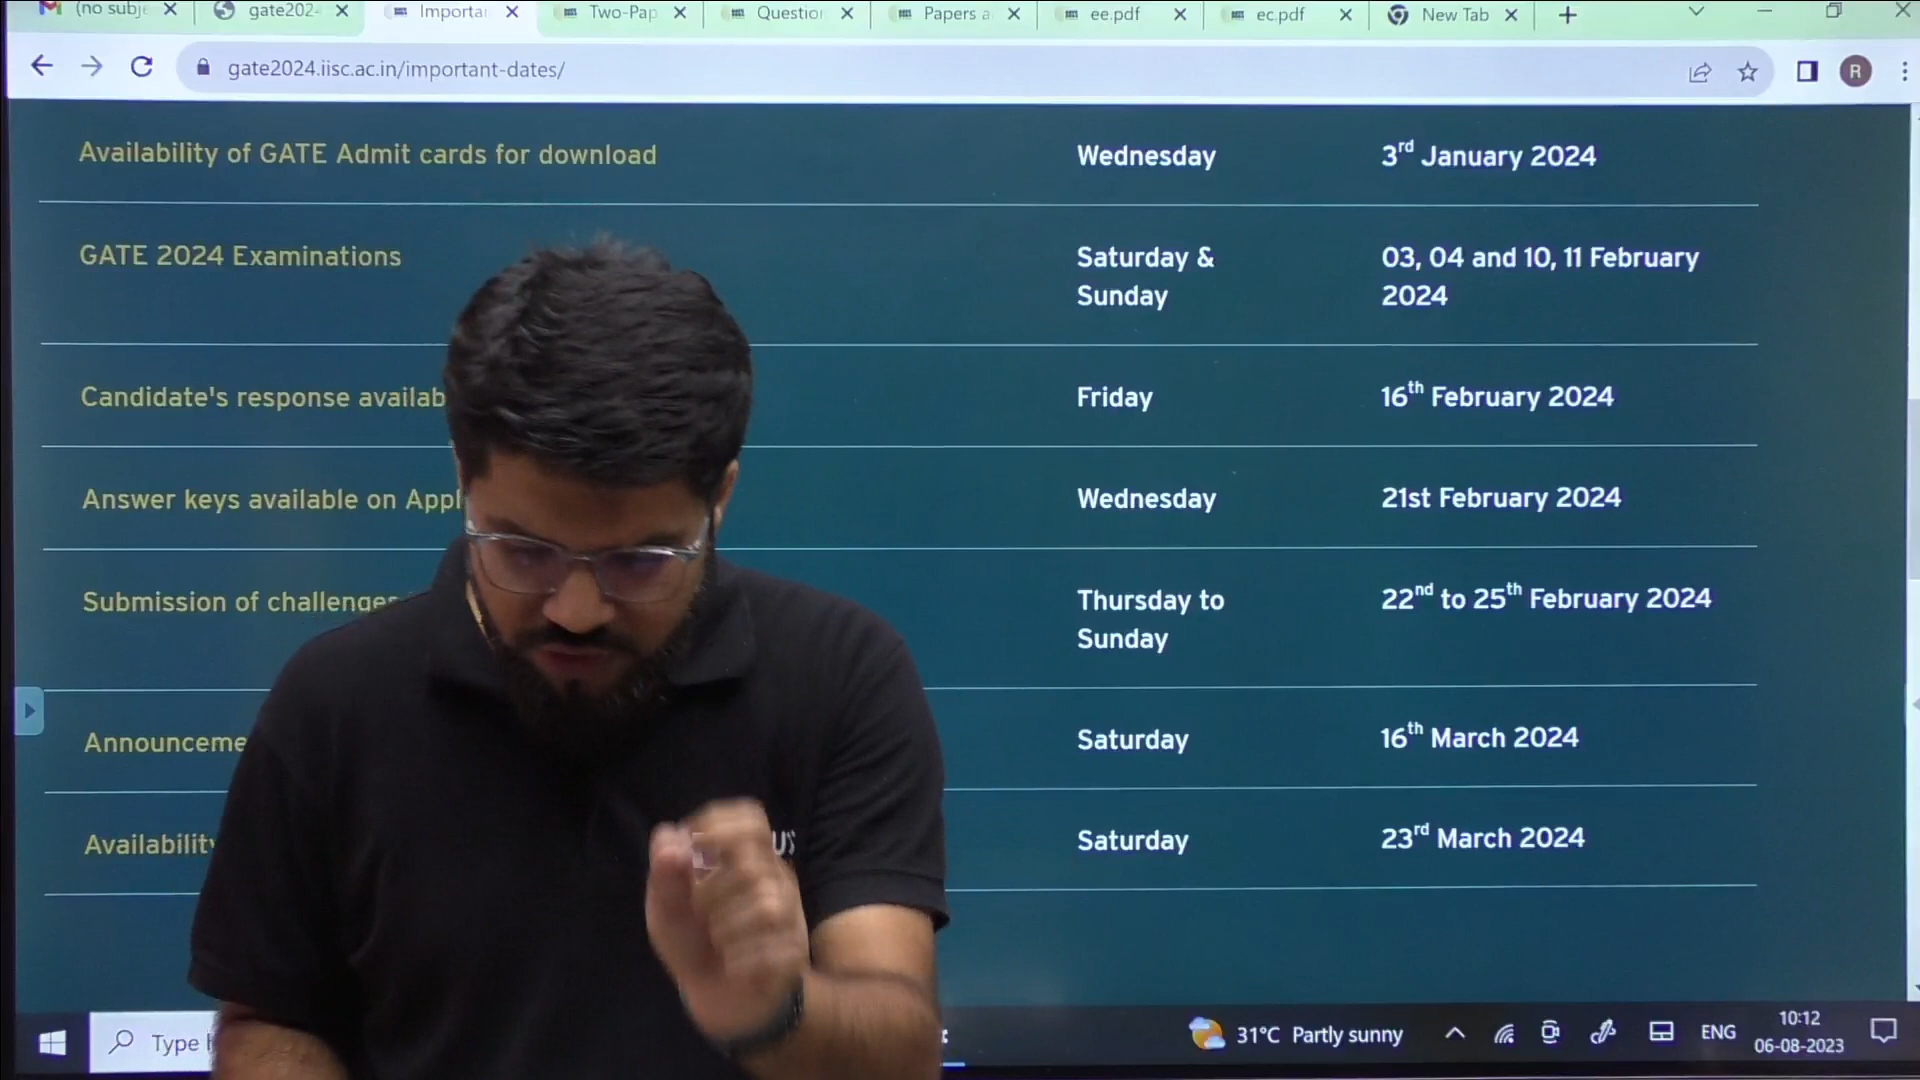 (no subje
gate202
Importan
Two-Pap
Question
Papers a
ee.pdf
ec.pdf
New Tab
gate2024.iisc.ac.in/important-dates/
R
Availability of GATE Admit cards for download
Wednesday
3rd January 2024
GATE 2024 Examinations
Saturday &
Sunday
03, 04 and 10, 11 February
2024
Candidate's response availab
Friday
16th February 2024
Answer keys available on Appl
Wednesday
21st February 2024
Submission of challenges
Thursday to
Sunday
22nd to 25th February 2024
Announceme
Saturday
16th March 2024
Availability
Saturday
23rd March 2024
Type
31°C Partly sunny
ENG
10:12
06-08-2023